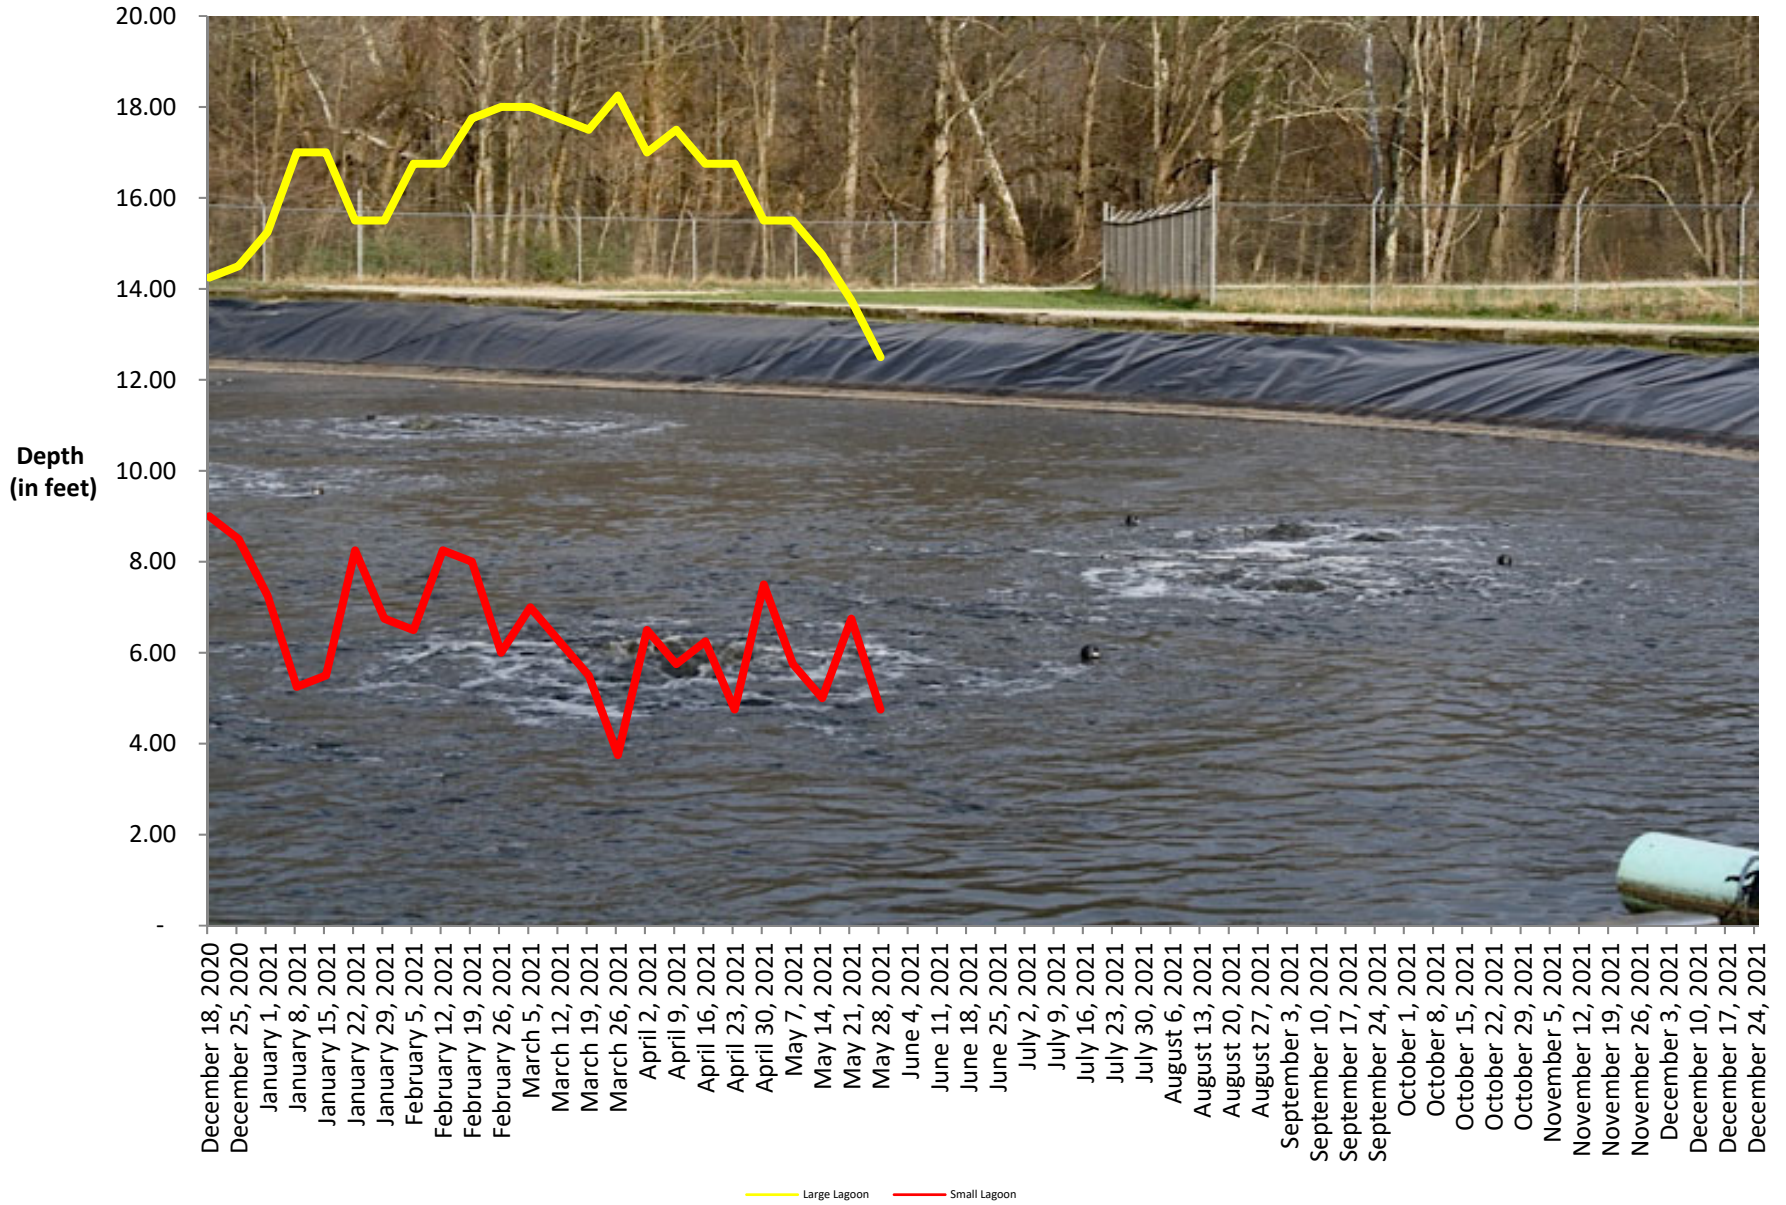 20.00
18.00
16.00
14.00
12.00
10.00
8.00
6.00
4.00
2.00
-
Depth
(in feet)
December 18, 2020
December 25, 2020
January 1, 2021
January 8, 2021
January 15, 2021
January 22, 2021
January 29, 2021
February 5, 2021
February 12, 2021
February 19, 2021
February 26, 2021
March 5, 2021
March 12, 2021
March 19, 2021
March 26, 2021
April 2, 2021
April 9, 2021
April 16, 2021
April 23, 2021
April 30, 2021
May 7, 2021
May 14, 2021
May 21, 2021
May 28, 2021
June 4, 2021
June 11, 2021
June 18, 2021
June 25, 2021
July 2, 2021
July 9, 2021
July 16, 2021
July 23, 2021
July 30, 2021
August 6, 2021
August 13, 2021
August 20, 2021
August 27, 2021
September 3, 2021
September 10, 2021
September 17, 2021
September 24, 2021
October 1, 2021
October 8, 2021
October 15, 2021
October 22, 2021
October 29, 2021
November 5, 2021
November 12, 2021
November 19, 2021
November 26, 2021
December 3, 2021
December 10, 2021
December 17, 2021
December 24, 2021
Large Lagoon
Small Lagoon